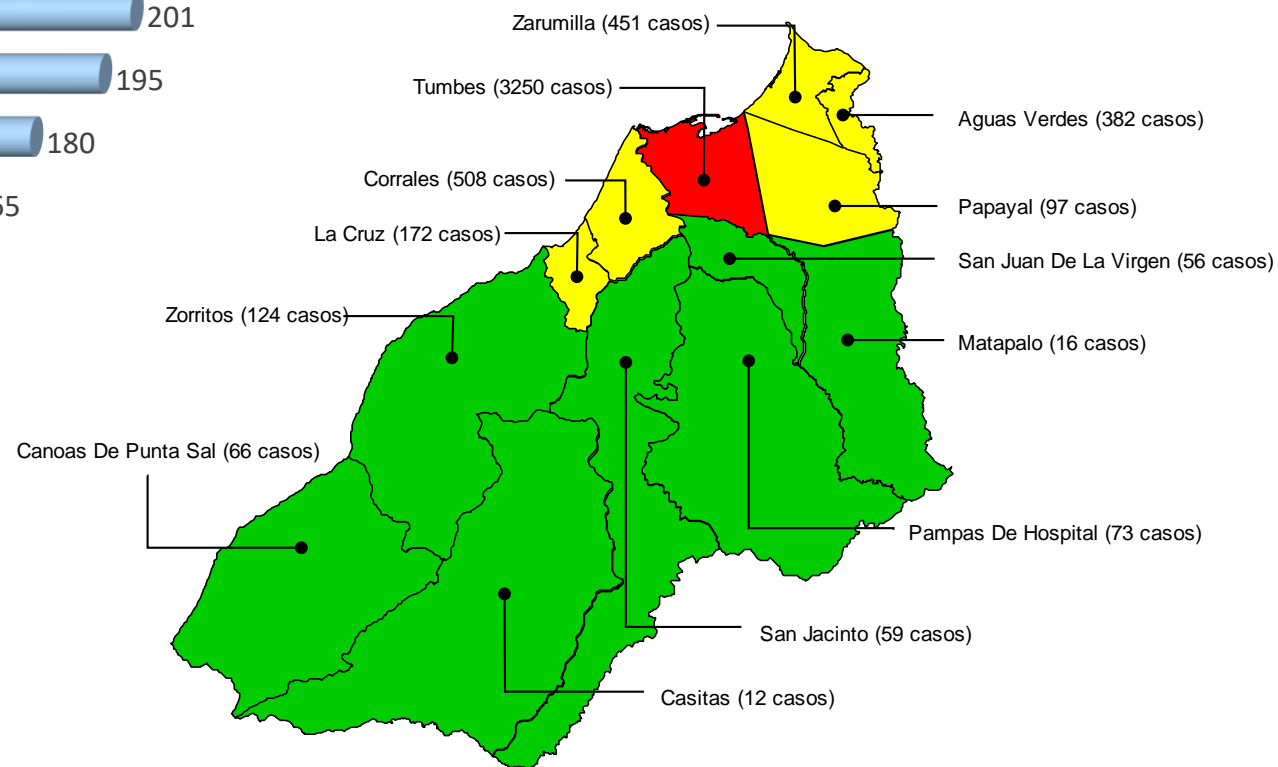 201
195
180
Zarumilla (451 casos)
Tumbes (3250 casos)
Aguas Verdes (382 casos)
Corrales (508 casos)
Papayal (97 casos)
La Cruz (172 casos)
San Juan De La Virgen (56 casos)
Zorritos (124 casos)
Matapalo (16 casos)
Canoas De Punta Sal (66 casos)
Pampas De Hospital (73 casos)
San Jacinto (59 casos)
Casitas (12 casos)